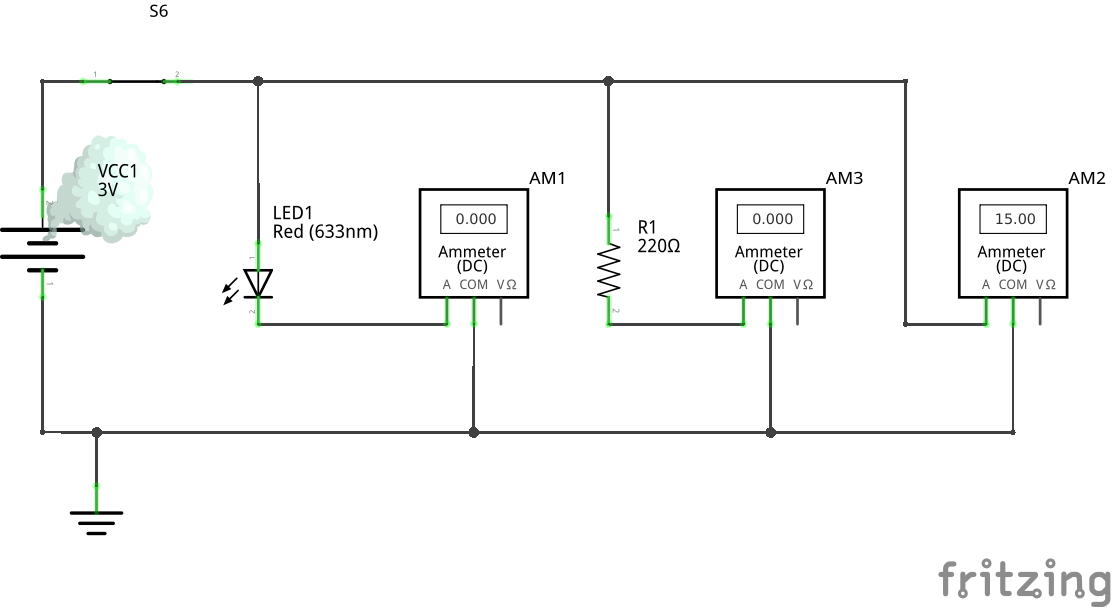 S6
1
2
VCC1
3V
2
1
LED1
Red (633nm)
1
2
AM1
0.000
Ammeter
(DC)
A COM VΩ
R1
220Ω
1
2
AM3
0.000
Ammeter
(DC)
A COM VΩ
AM2
15.00
Ammeter
(DC)
A COM VΩ
fritzing